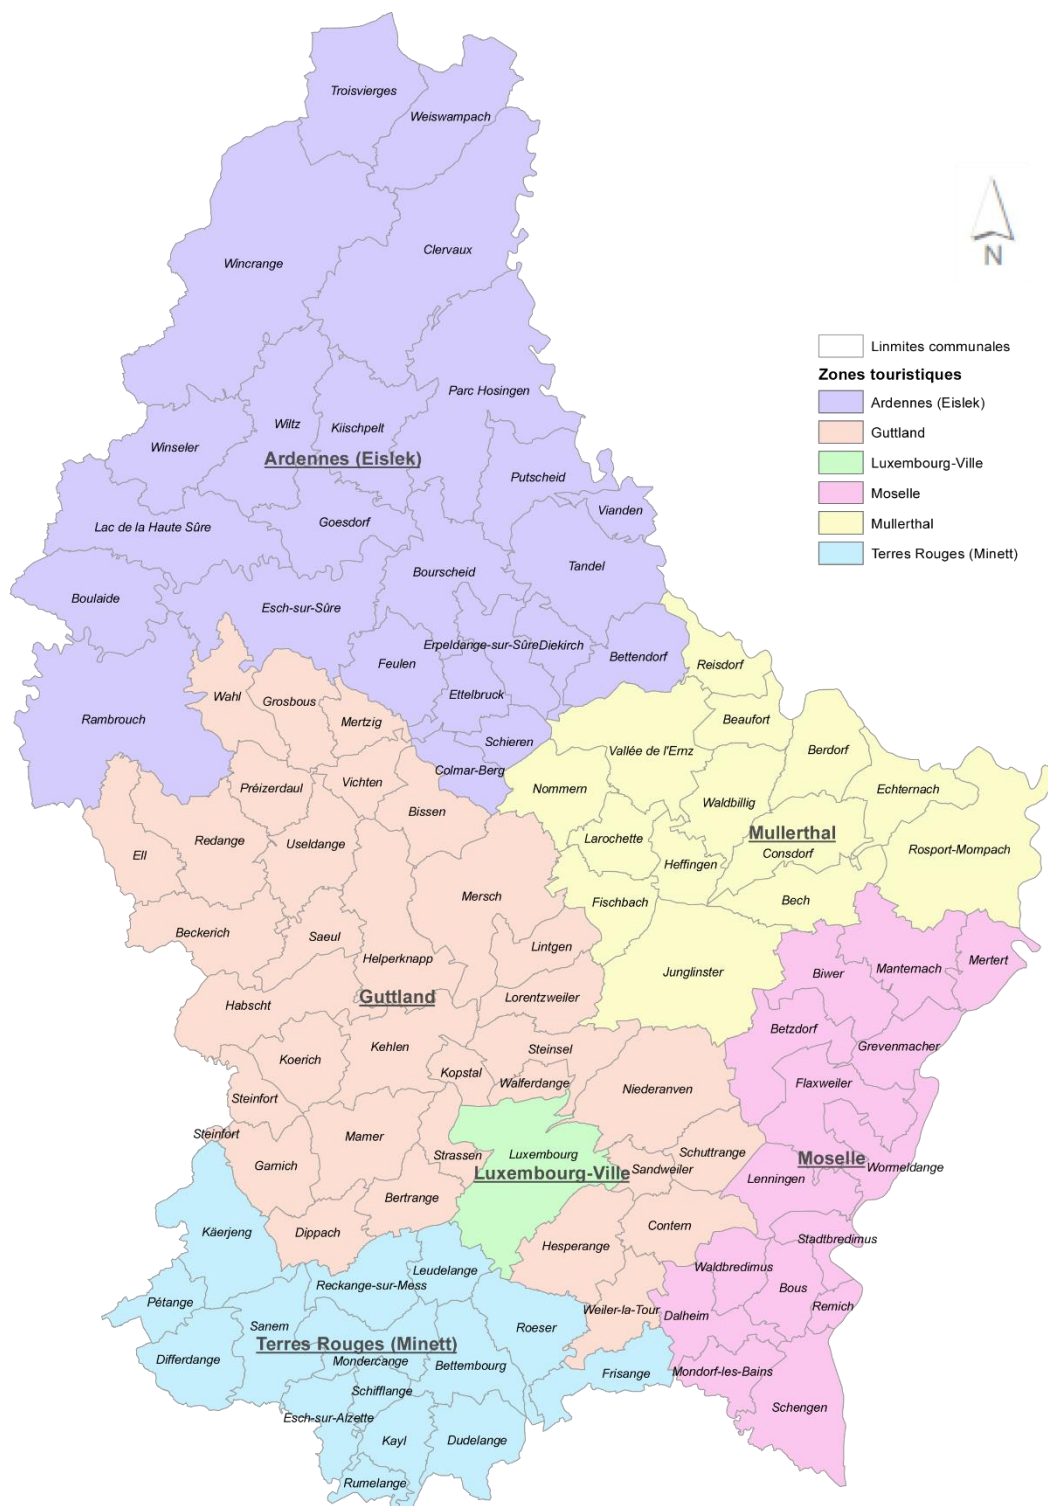 Troisvierges
Weiswampach
Wincrange
Clervaux
N
Linmites communales
Zones touristiques
Ardennes (Eislek)
Guttland
Luxembourg-Ville
Moselle
Mullerthal
Terres Rouges (Minett)
Parc Hosingen
Wiltz
Kiischpelt
Winseler
Ardennes (Eislek)
Putscheid
Vianden
Lac de la Haute Sûre
Goesdorf
Tandel
Bourscheid
Boulaide
Esch-sur-Sûre
Erpeldange-sur-Sûre
Diekirch
Bettendorf
Feulen
Reisdorf
Ettelbruck
Wahl
Grosbous
Mertzig
Rambrouch
Beaufort
Schieren
Vallée de l'Ernz
Berdorf
Colmar-Berg
Vichten
Préizerdaul
Nommern
Echternach
Waldbillig
Bissen
Mullerthal
Redange
Useldange
Larochette
Ell
Consdorf
Rosport-Mompach
Heffingen
Mersch
Fischbach
Bech
Beckerich
Saeul
Lintgen
Helperknapp
Junglinster
Biwer
Manternach
Mertert
Guttland
Lorentzweiler
Habscht
Betzdorf
Kehlen
Steinsel
Grevenmacher
Koerich
Kopstal
Walferdange
Niederanven
Flaxweiler
Steinfort
Steinfort
Mamer
Strassen
Luxembourg
Schuttrange
Moselle
Garnich
Luxembourg-Ville
Sandweiler
Lenningen
Wormeldange
Bertrange
Käerjeng
Dippach
Contern
Stadtbredimus
Hesperange
Leudelange
Waldbredimus
Reckange-sur-Mess
Bous
Pétange
Weiler-la-Tour
Dalheim
Remich
Sanem
Roeser
Terres Rouges (Minett)
Differdange
Mondercange
Bettembourg
Frisange
Mondorf-les-Bains
Schifflange
Schengen
Esch-sur-Alzette
Kayl
Dudelange
Rumelange